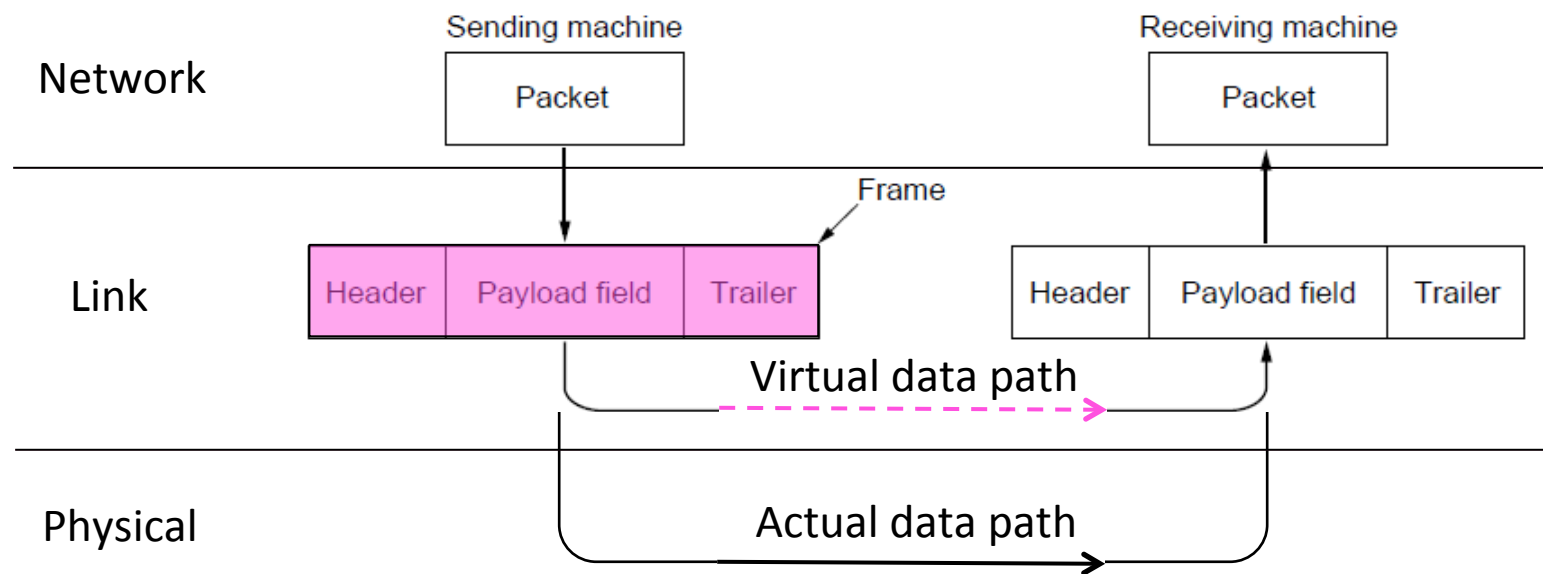 Sending machine
Receiving machine
Network
Packet
Packet
Frame
Link
Header
Payload field
Trailer
Header
Payload field
Trailer
Virtual data path
Physical
Actual data path